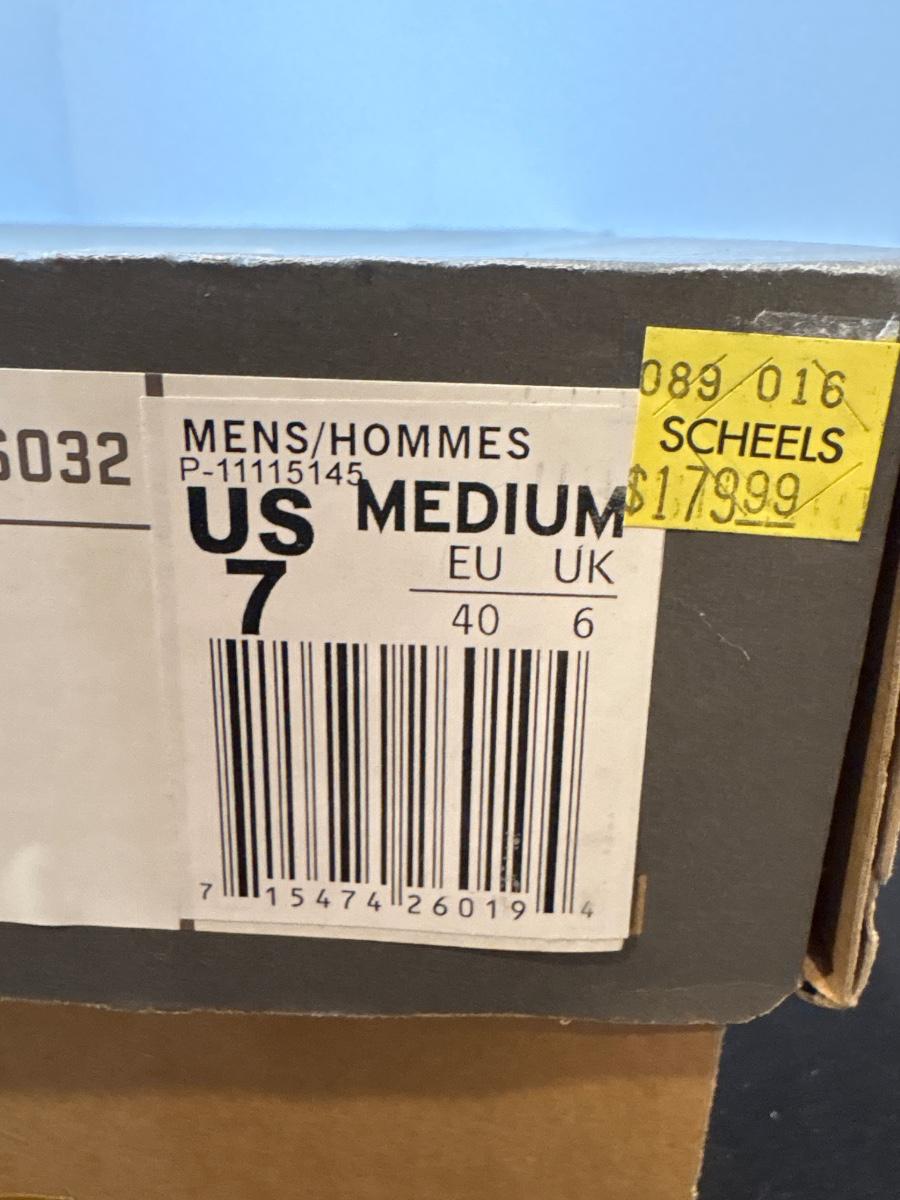 6032
MENS/HOMMES
P-11115145
US MEDIUM
7
EU UK
40 6
7 15474 26019 4
089 016
SCHEELS
$179.99